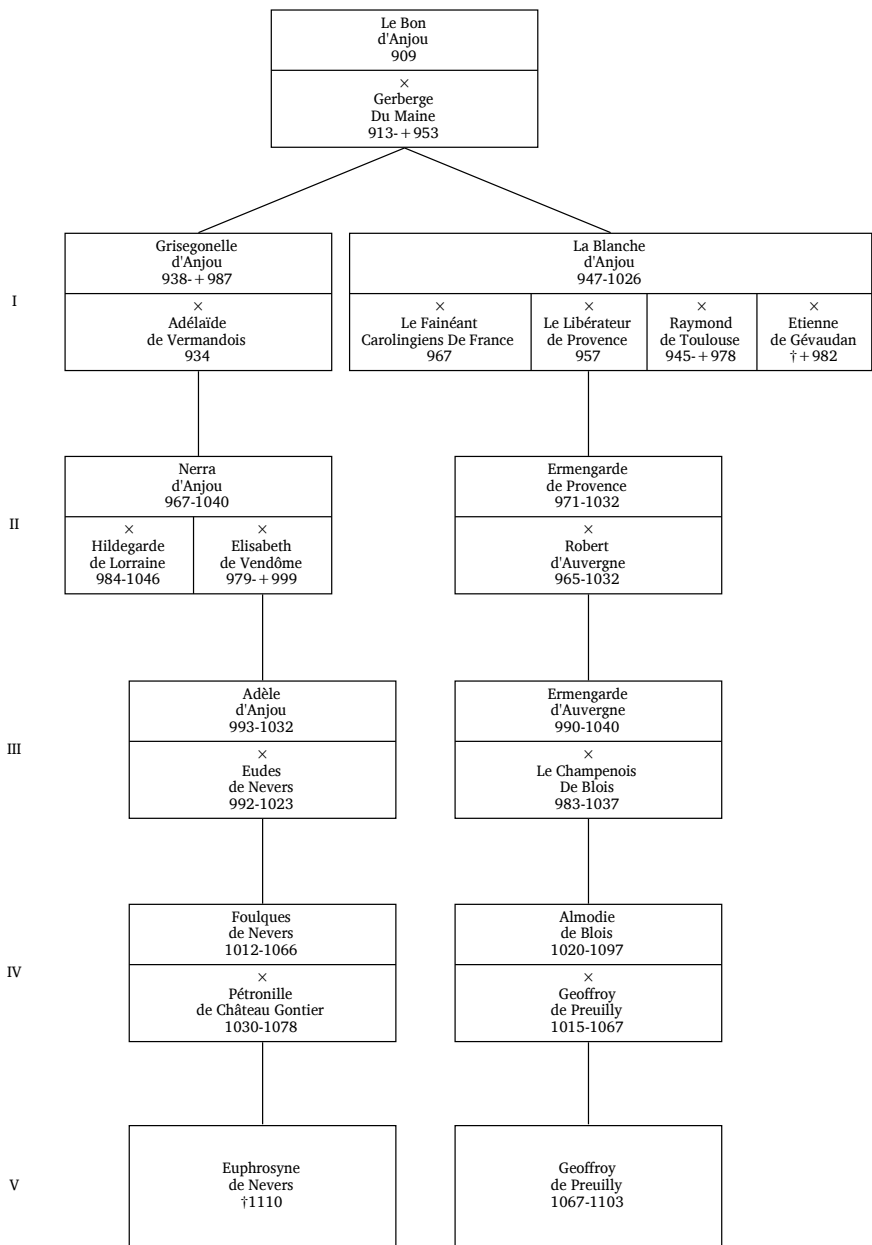 Le Bon
d'Anjou
909
×
Gerberge
Du Maine
913-+953
I
Grisegonelle
d'Anjou
938-+987
×
Adélaïde
de Vermandois
934
La Blanche
d'Anjou
947-1026
×
Le Fainéant
Carolingiens De France
967
×
Le Libérateur
de Provence
957
×
Raymond
de Toulouse
945-+978
×
Etienne
de Gévaudan
†+982
II
Nerra
d'Anjou
967-1040
×
Hildegarde
de Lorraine
984-1046
×
Elisabeth
de Vendôme
979-+999
Ermengarde
de Provence
971-1032
×
Robert
d'Auvergne
965-1032
III
Adèle
d'Anjou
993-1032
×
Eudes
de Nevers
992-1023
Ermengarde
d'Auvergne
990-1040
×
Le Champenois
De Blois
983-1037
IV
Foulques
de Nevers
1012-1066
×
Pétronille
de Château Gontier
1030-1078
Almodie
de Blois
1020-1097
×
Geoffroy
de Preuilly
1015-1067
V
Euphrosyne
de Nevers
†1110
Geoffroy
de Preuilly
1067-1103